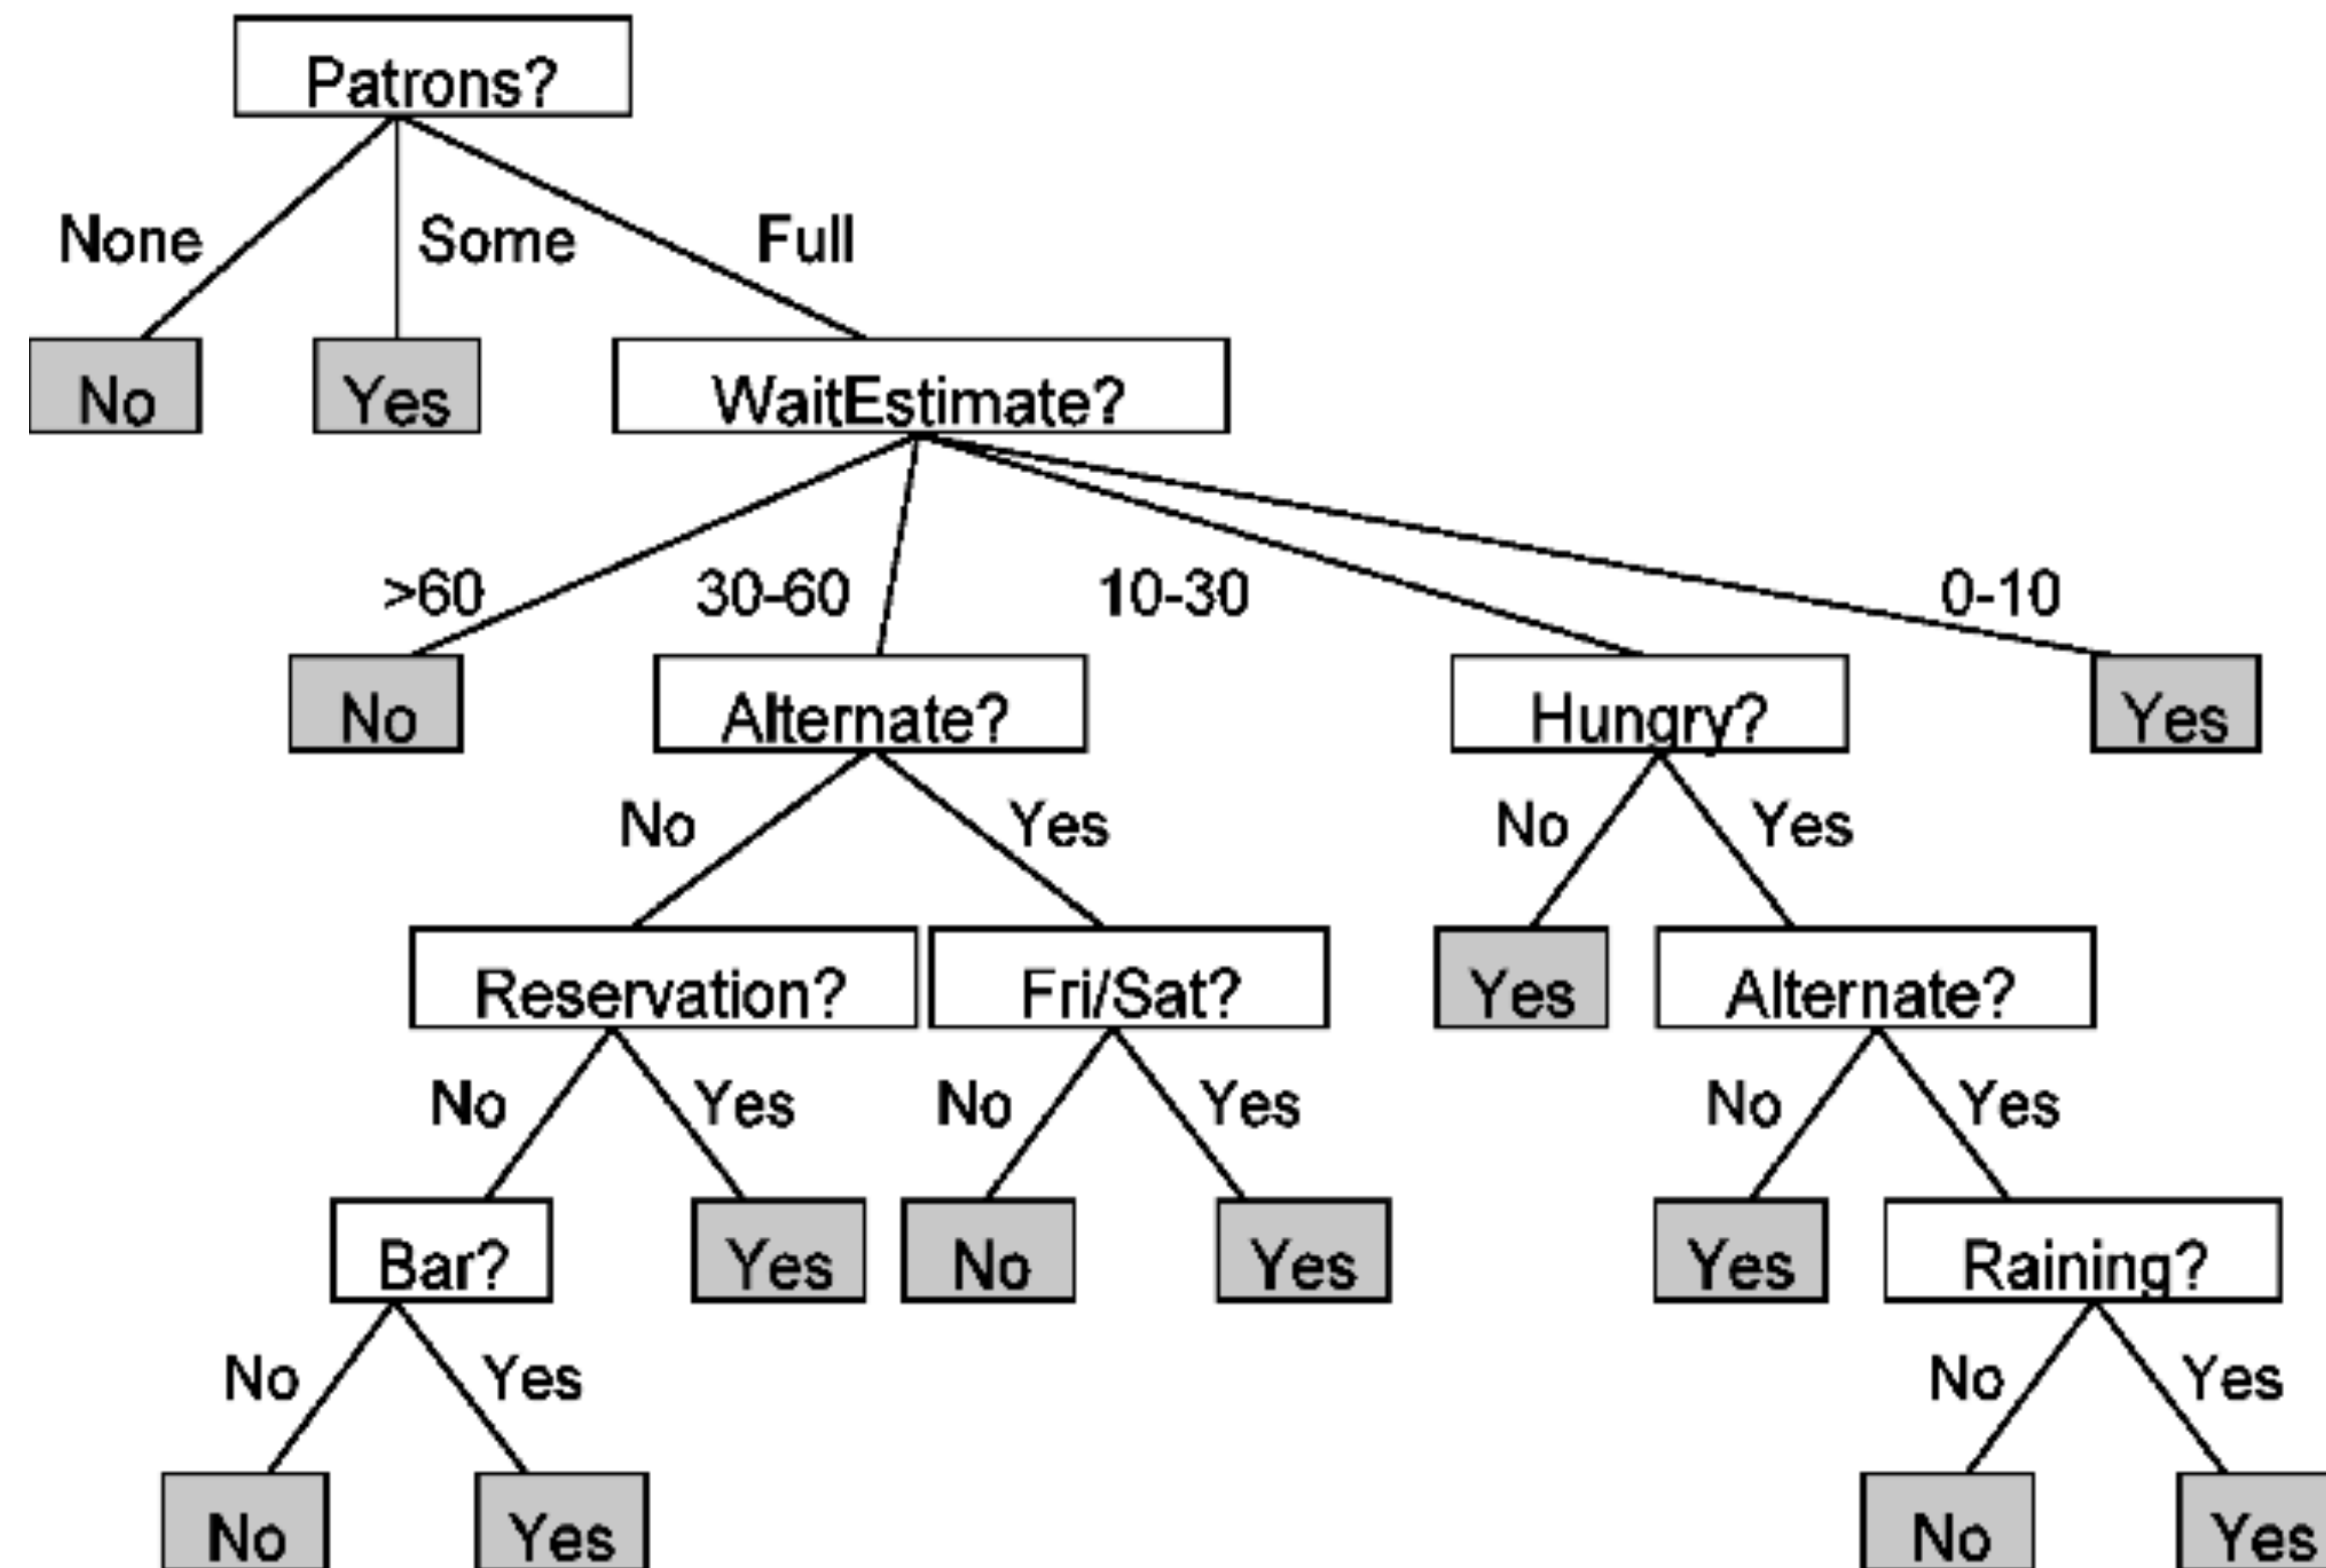 Patrons?
None Some Full
No Yes WaitEstimate?
>60 30-60 10-30 0-10
No Alternate? Hungry? Yes
No Yes No Yes
Reservation? Fri/Sat? Yes Alternate?
No Yes No Yes No Yes
Bar? Yes No Yes Yes Raining?
No Yes No Yes
No Yes No Yes